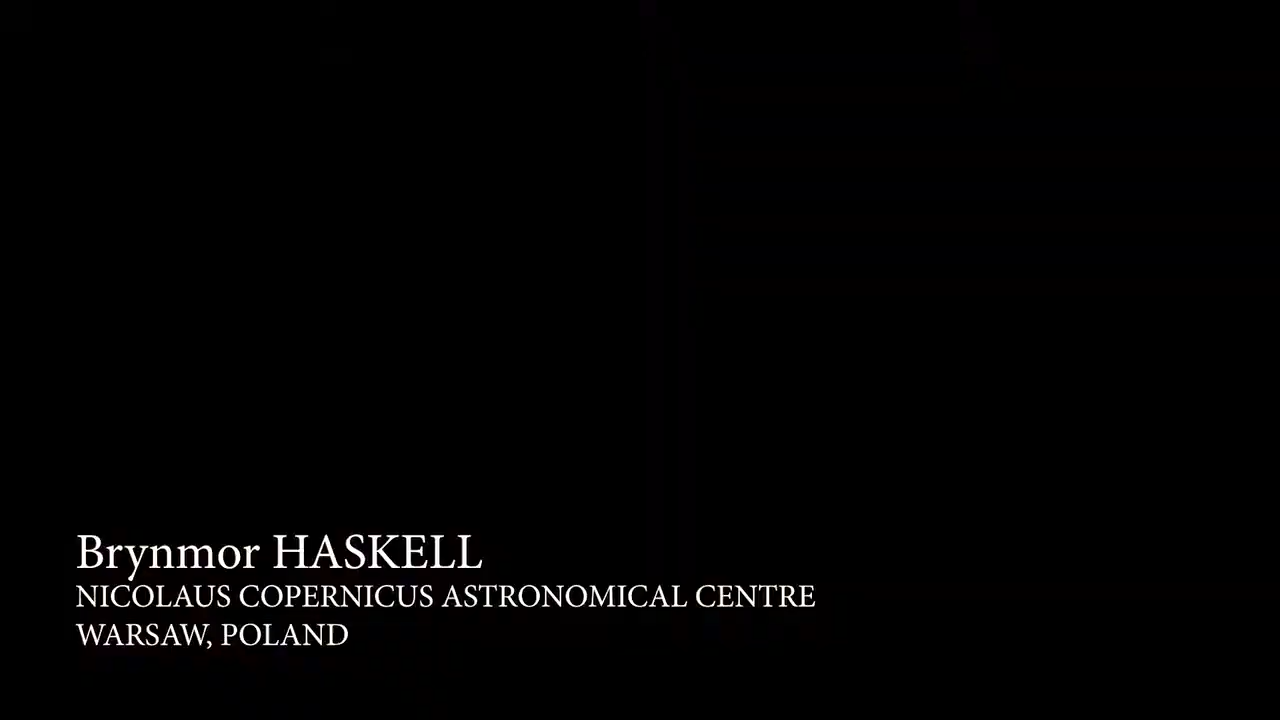 Brynmor HASKELL
NICOLAUS COPERNICUS ASTRONOMICAL CENTRE
WARSAW, POLAND